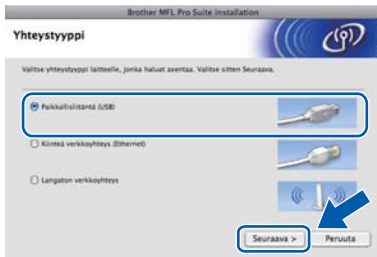 Brother MFL Pro Suite Installation
Yhteystyyppi
Valitse yhteystyyppi laitteelle, jonka haluat asentaa. Valitse sitten Seuraava.
Paikallisliitäntä (USB)
Kiinteä verkkoyhteys (Ethernet)
Langaton verkkoyhteys
Seuraava >
Peruuta